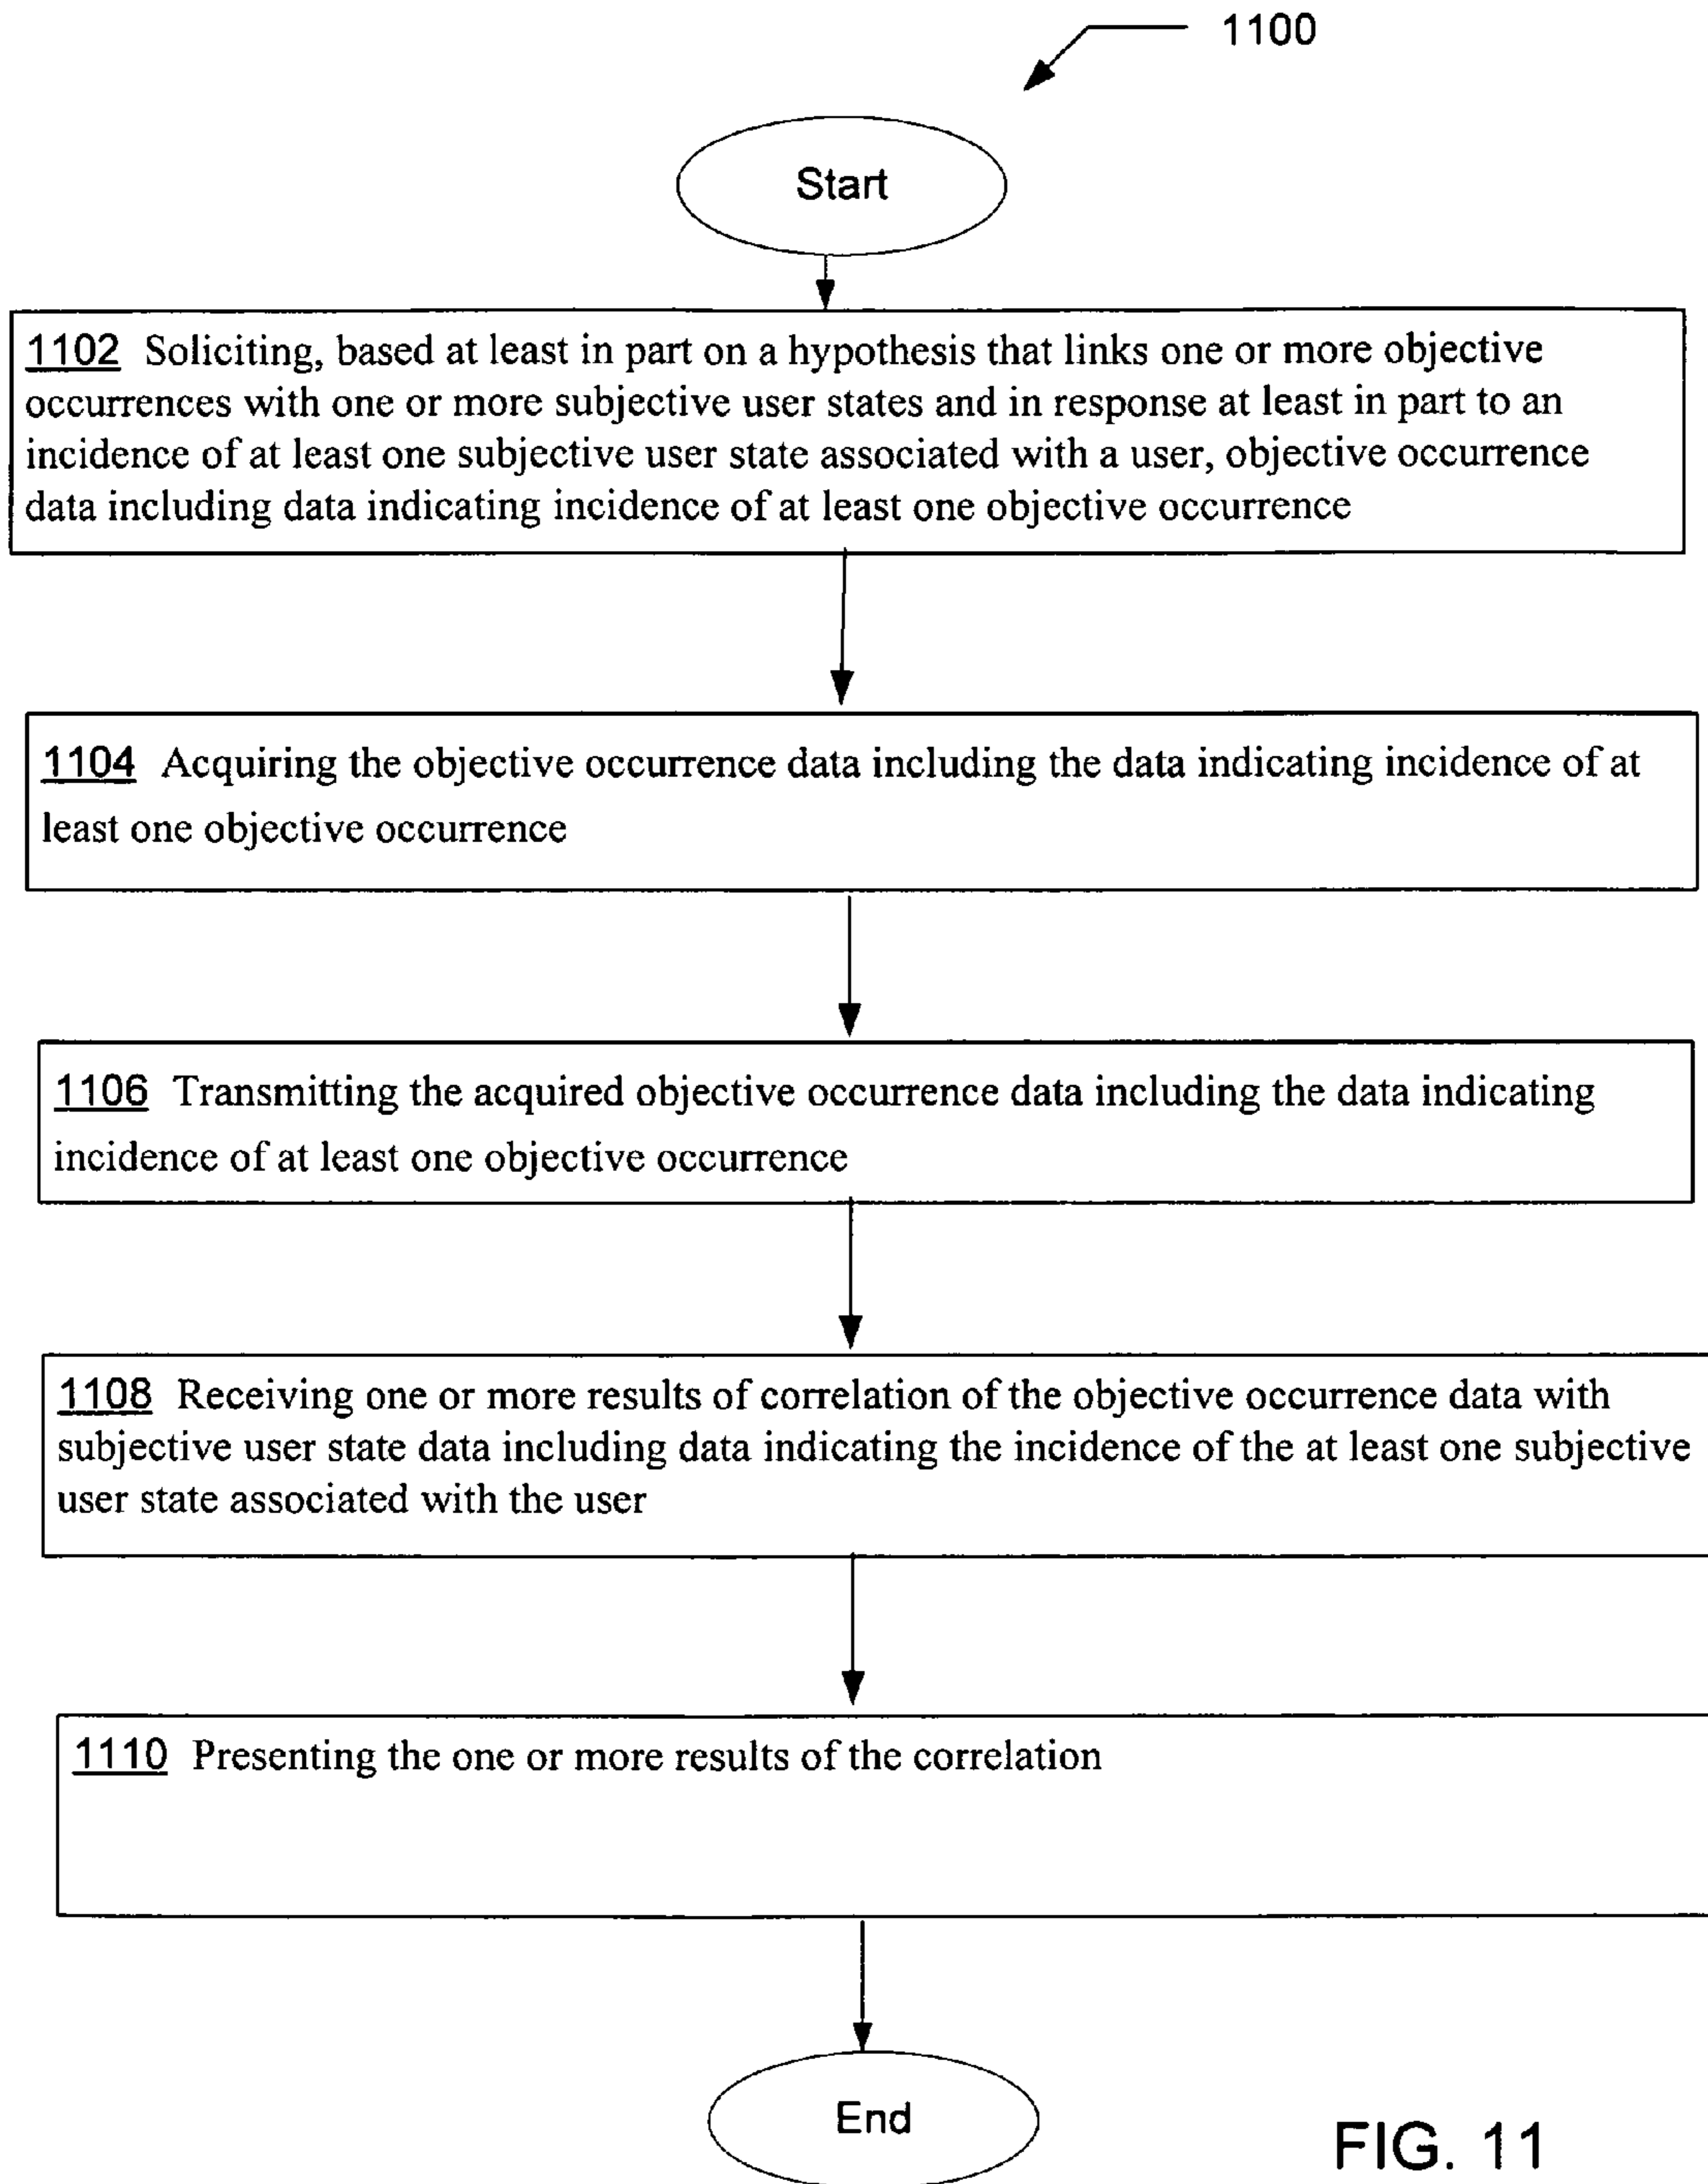 1100
Start
1102 Soliciting, based at least in part on a hypothesis that links one or more objective
occurrences with one or more subjective user states and in response at least in part to an
incidence of at least one subjective user state associated with a user, objective occurrence
data including data indicating incidence of at least one objective occurrence
1104 Acquiring the objective occurrence data including the data indicating incidence of at
least one objective occurrence
1106 Transmitting the acquired objective occurrence data including the data indicating
incidence of at least one objective occurrence
1108 Receiving one or more results of correlation of the objective occurrence data with
subjective user state data including data indicating the incidence of the at least one subjective
user state associated with the user
1110 Presenting the one or more results of the correlation
End
FIG. 11